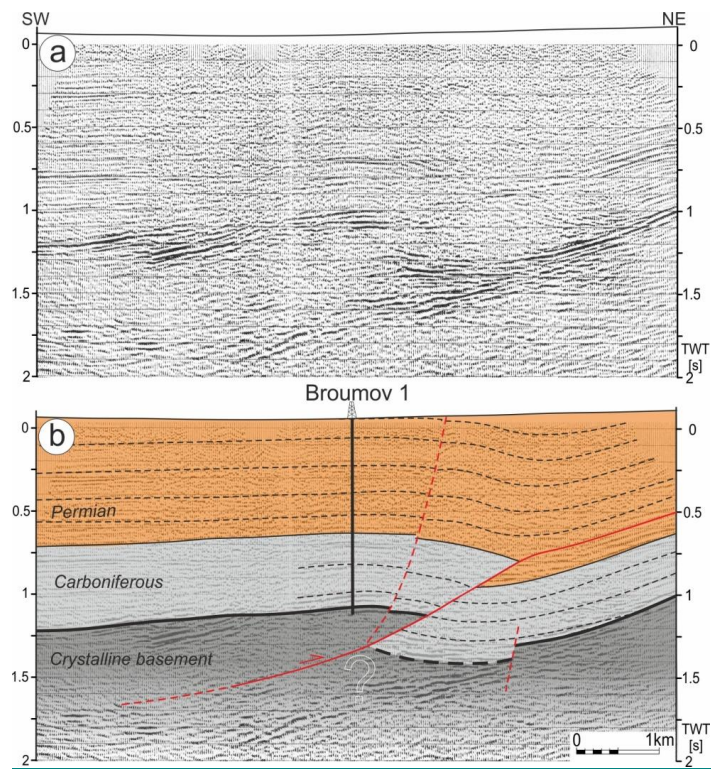 SW NE
a
0 0
0.5 0.5
1 1
1.5 1.5
TWT
[s]
2 2
Broumov 1
b
0 0
Permian
0.5 0.5
Carboniferous
1 1
Crystalline basement
?
1.5 1.5
TWT
[s]
0 1km
2 2